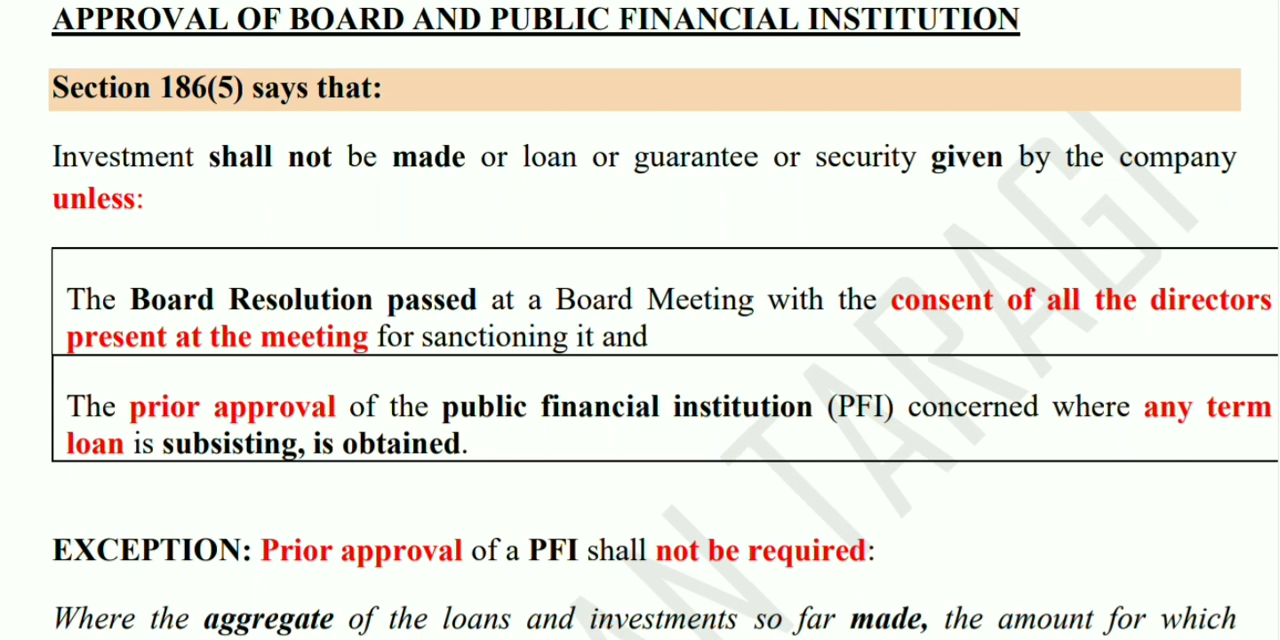 APPROVAL OF BOARD AND PUBLIC FINANCIAL INSTITUTION
Section 186(5) says that:
Investment shall not be made or loan or guarantee or security given by the company
unless:
The Board Resolution passed at a Board Meeting with the consent of all the directors
present at the meeting for sanctioning it and
The prior approval of the public financial institution (PFI) concerned where any term
loan is subsisting, is obtained.
EXCEPTION: Prior approval of a PFI shall not be required:
Where the aggregate of the loans and investments so far made, the amount for which
TARAGI